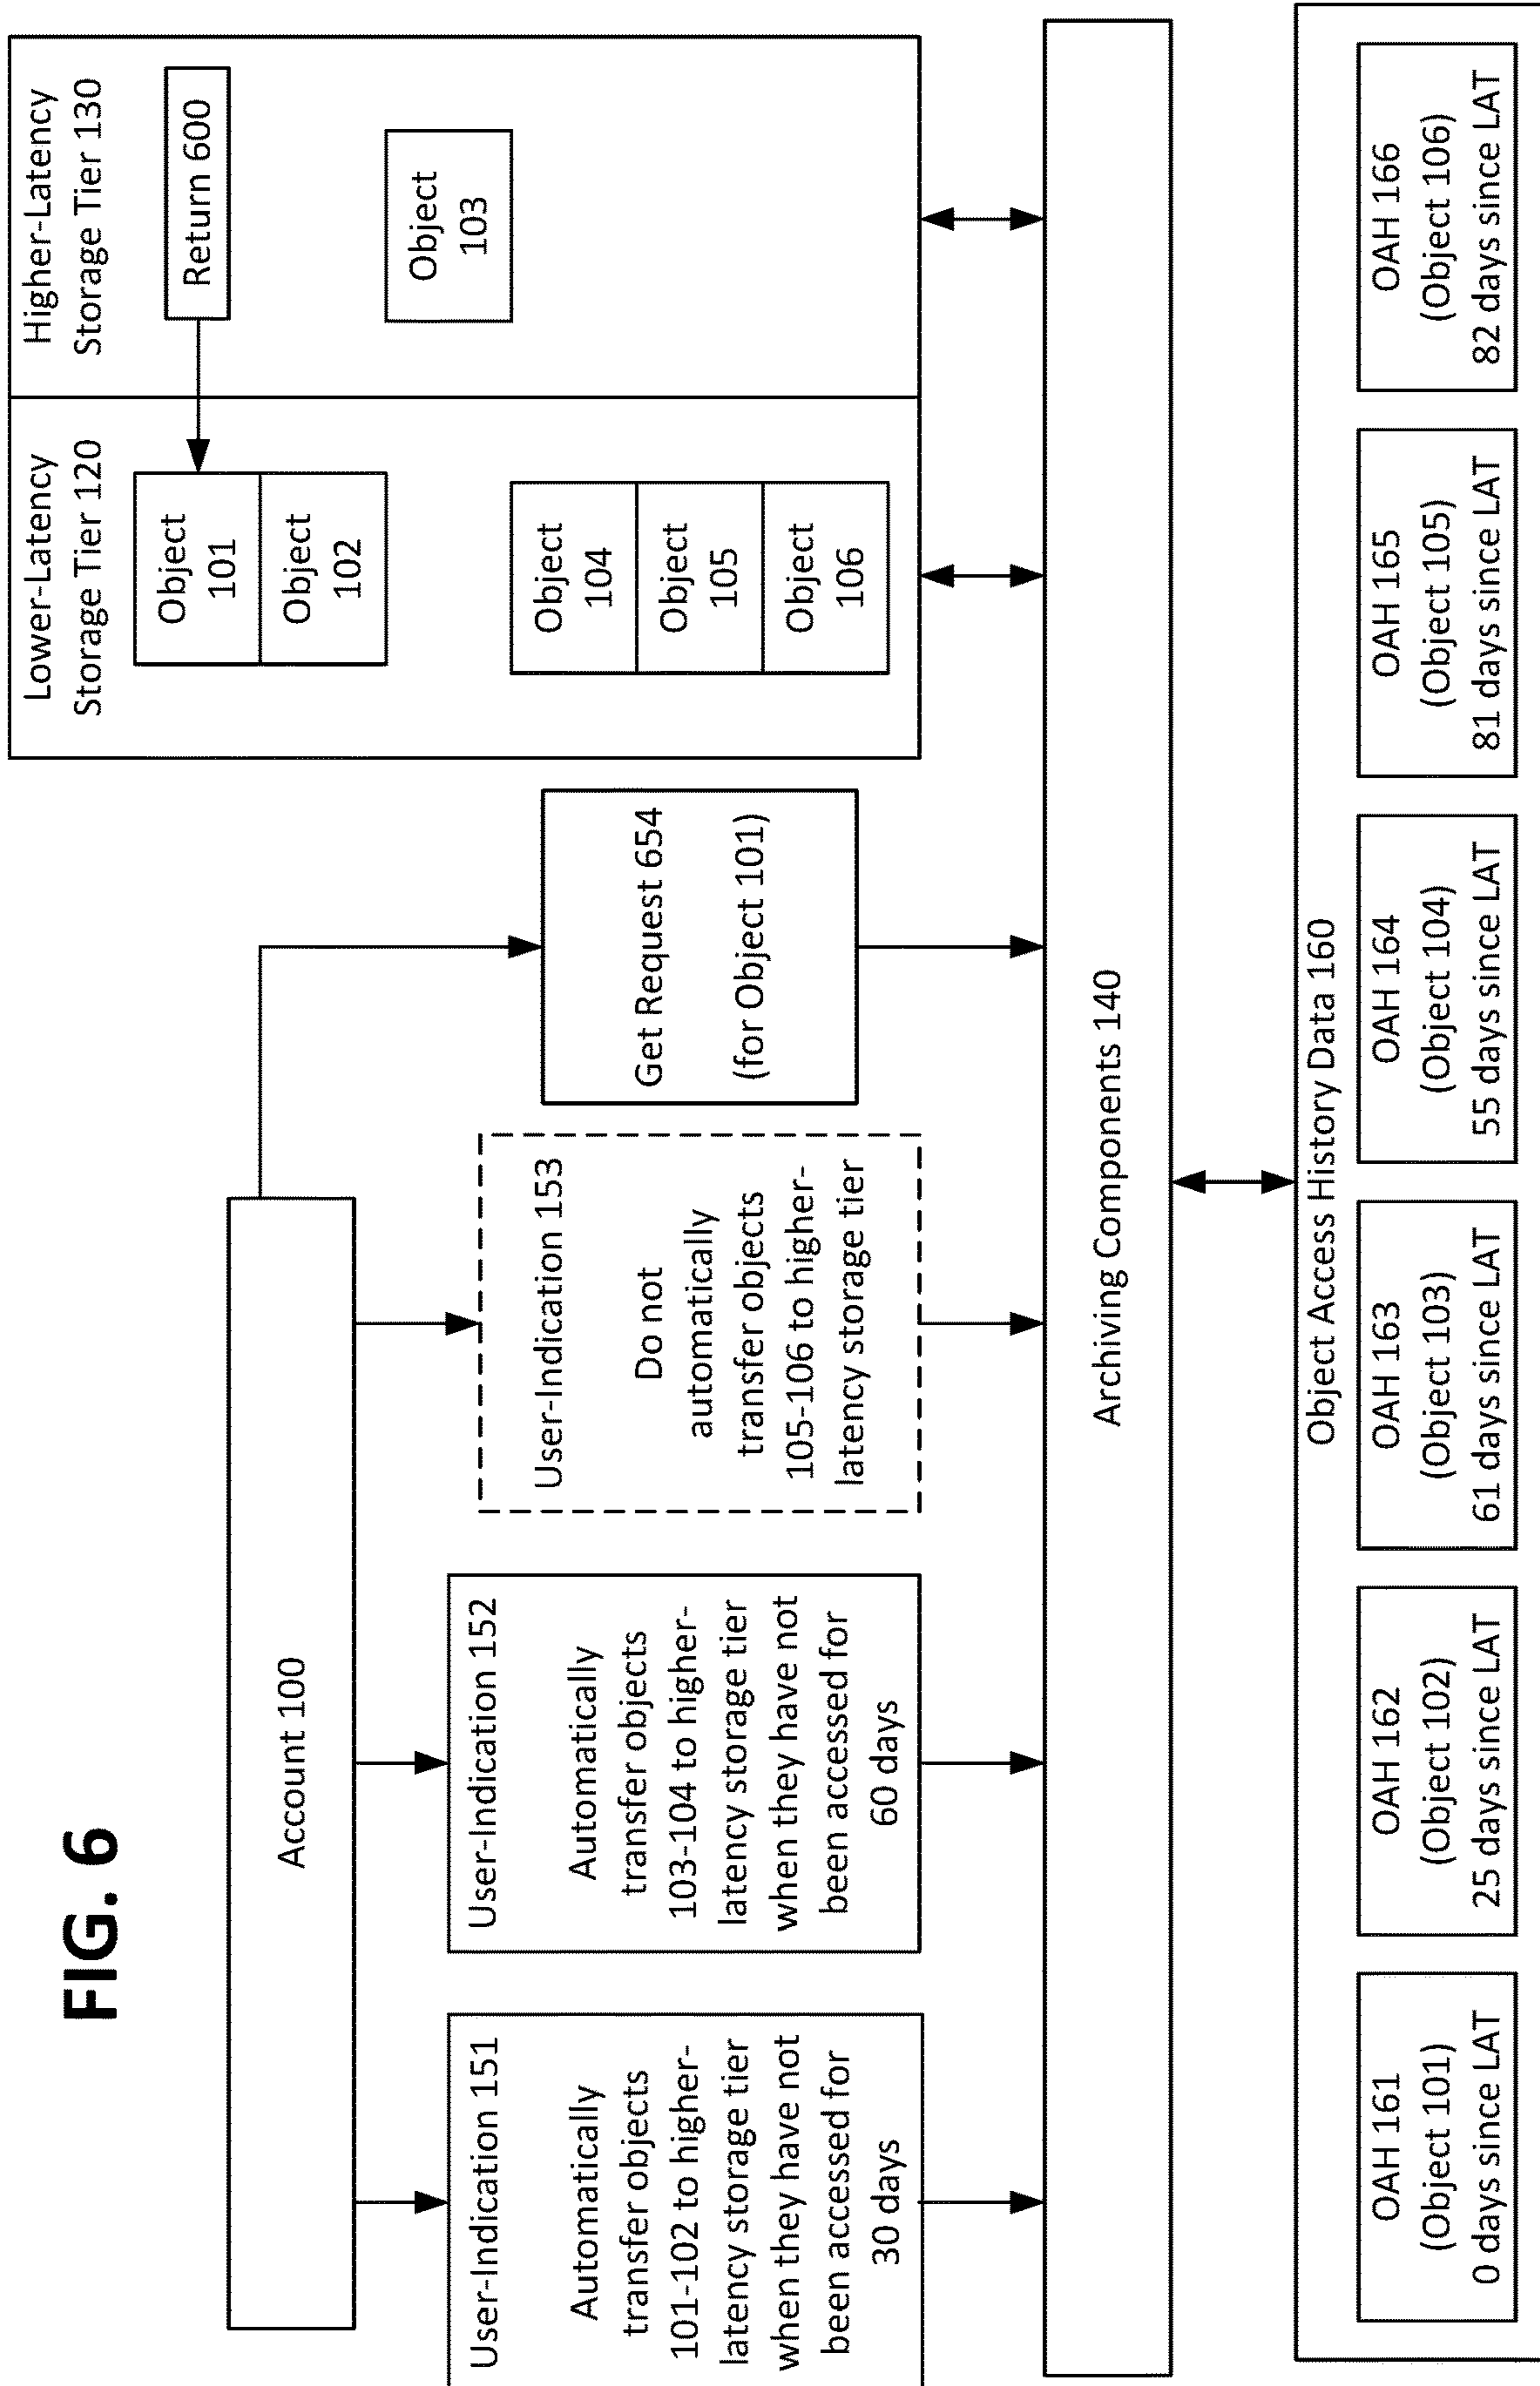 FIG. 6
Account 100
User-Indication 151
Automatically
transfer objects
101-102 to higher-
latency storage tier
when they have not
been accessed for
30 days
User-Indication 152
Automatically
transfer objects
103-104 to higher-
latency storage tier
when they have not
been accessed for
60 days
User-Indication 153
Do not
automatically
transfer objects
105-106 to higher-
latency storage tier
Get Request 654
(for Object 101)
Lower-Latency
Storage Tier 120
Object
101
Object
102
Object
104
Object
105
Object
106
Higher-Latency
Storage Tier 130
Return 600
Object
103
Archiving Components 140
Object Access History Data 160
OAH 161
(Object 101)
0 days since LAT
OAH 162
(Object 102)
25 days since LAT
OAH 163
(Object 103)
61 days since LAT
OAH 164
(Object 104)
55 days since LAT
OAH 165
(Object 105)
81 days since LAT
OAH 166
(Object 106)
82 days since LAT